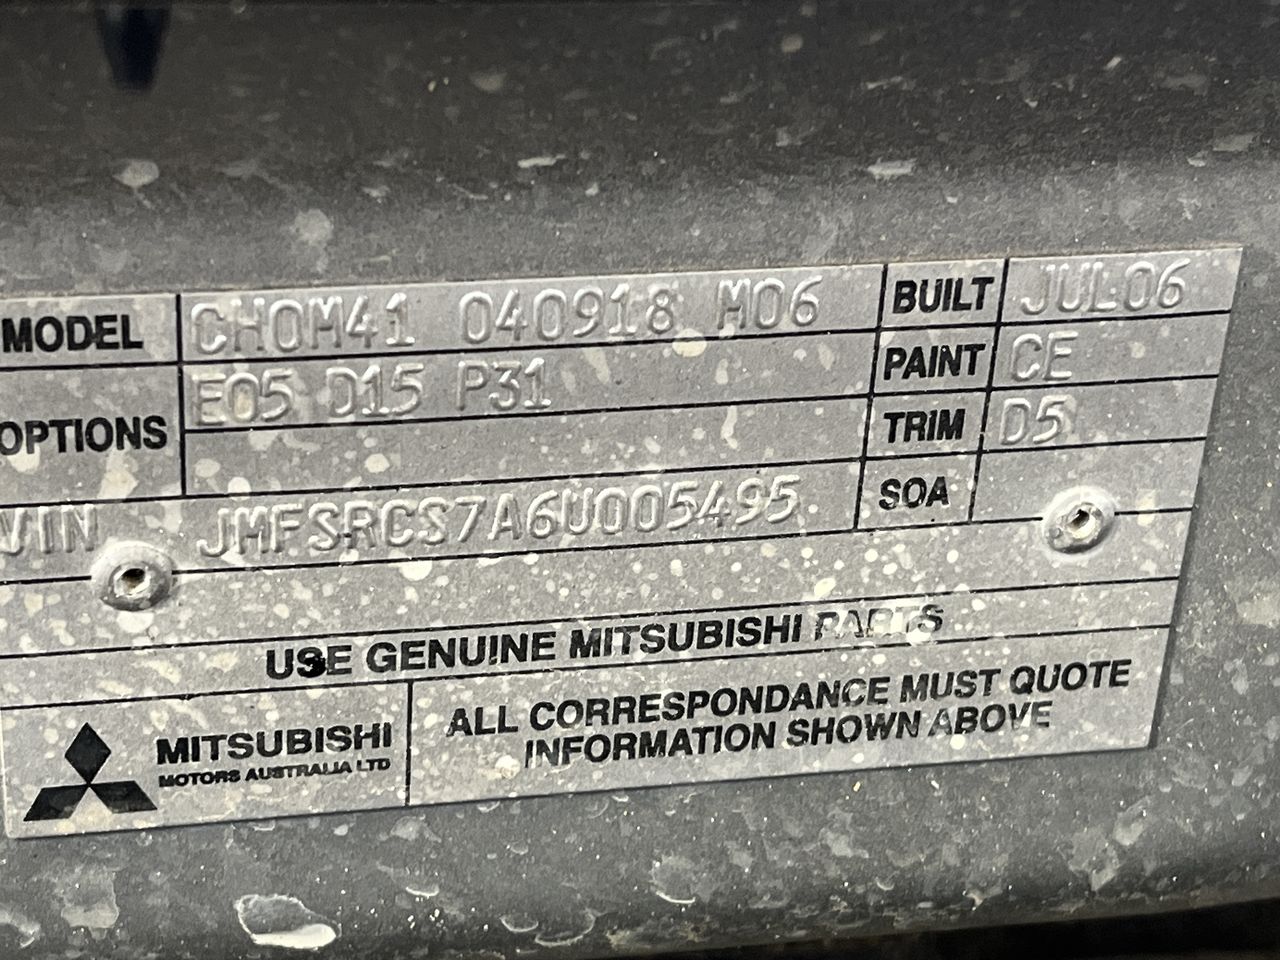 MODEL CH0M41 040918 M06 BUILT JUL06
OPTIONS E05 D15 P31 PAINT CE
TRIM D5
VIN JMFSRCS7A6U005495 SOA
USE GENUINE MITSUBISHI PARTS
MITSUBISHI
MOTORS AUSTRALIA LTD
ALL CORRESPONDANCE MUST QUOTE
INFORMATION SHOWN ABOVE